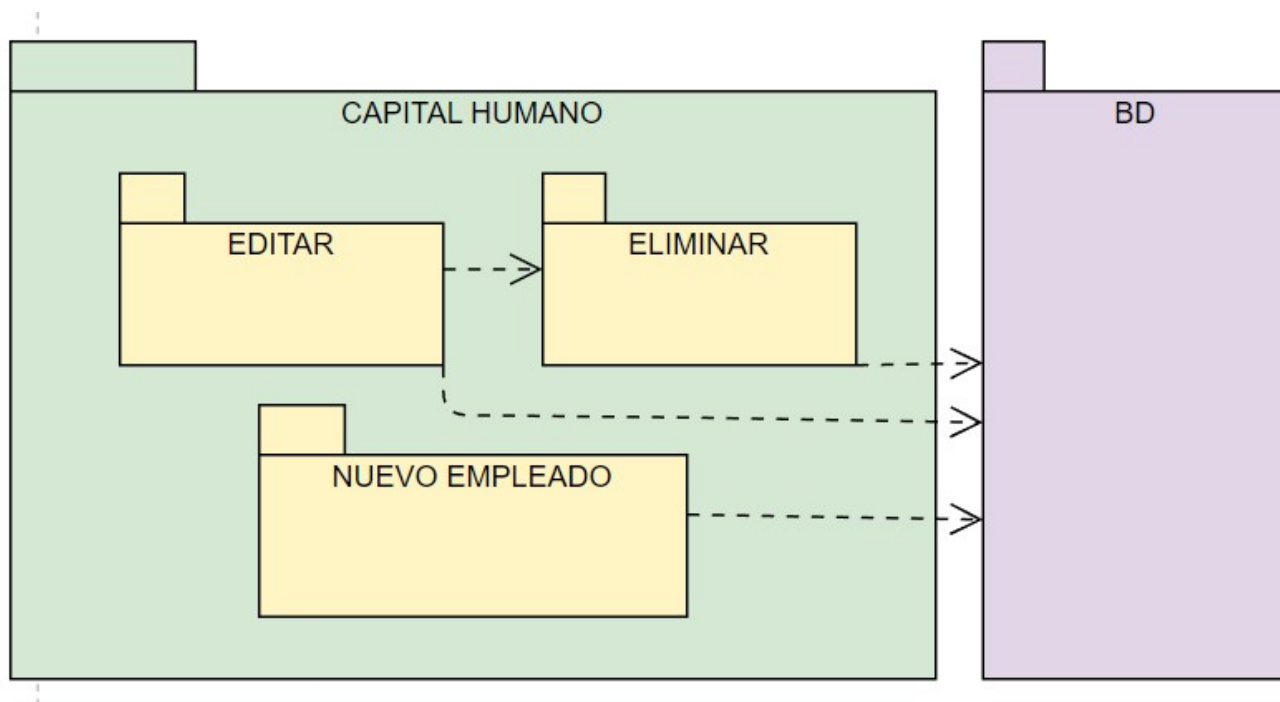 CAPITAL HUMANO
BD
EDITAR
ELIMINAR
NUEVO EMPLEADO